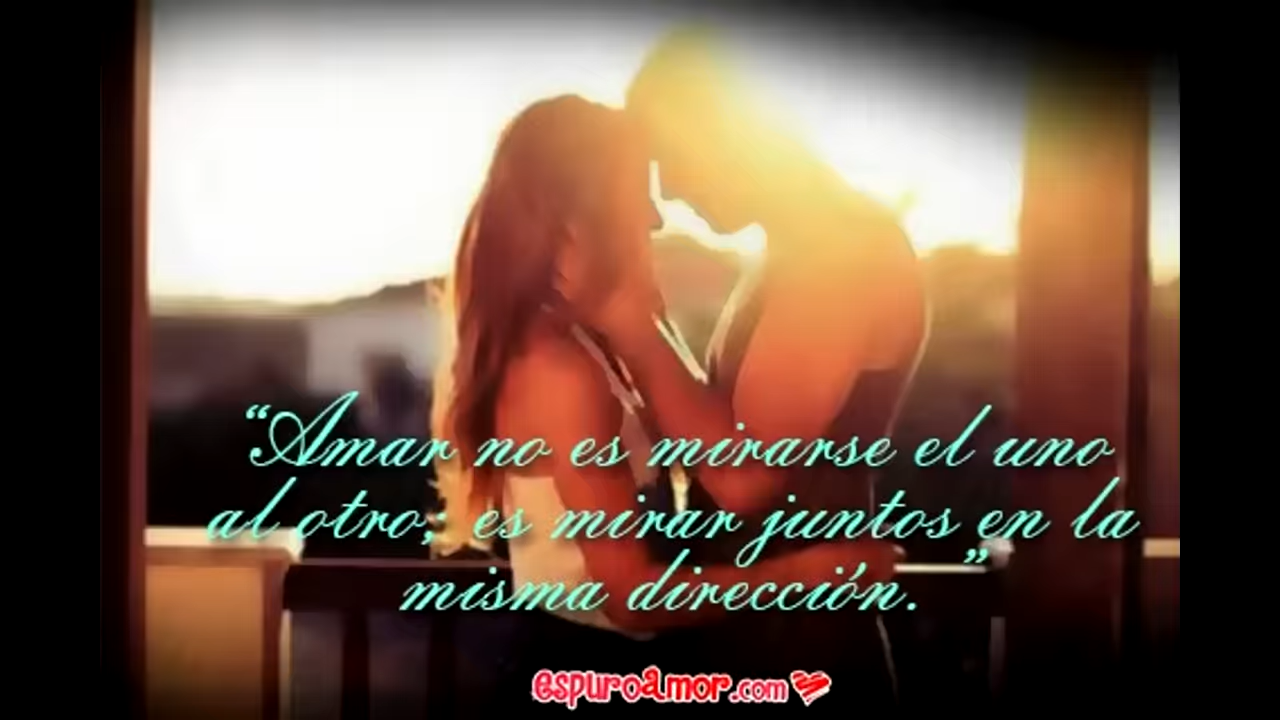 “Amar no es mirarse el uno
al otro; es mirar juntos en la
misma dirección.”
espuroAmor.com